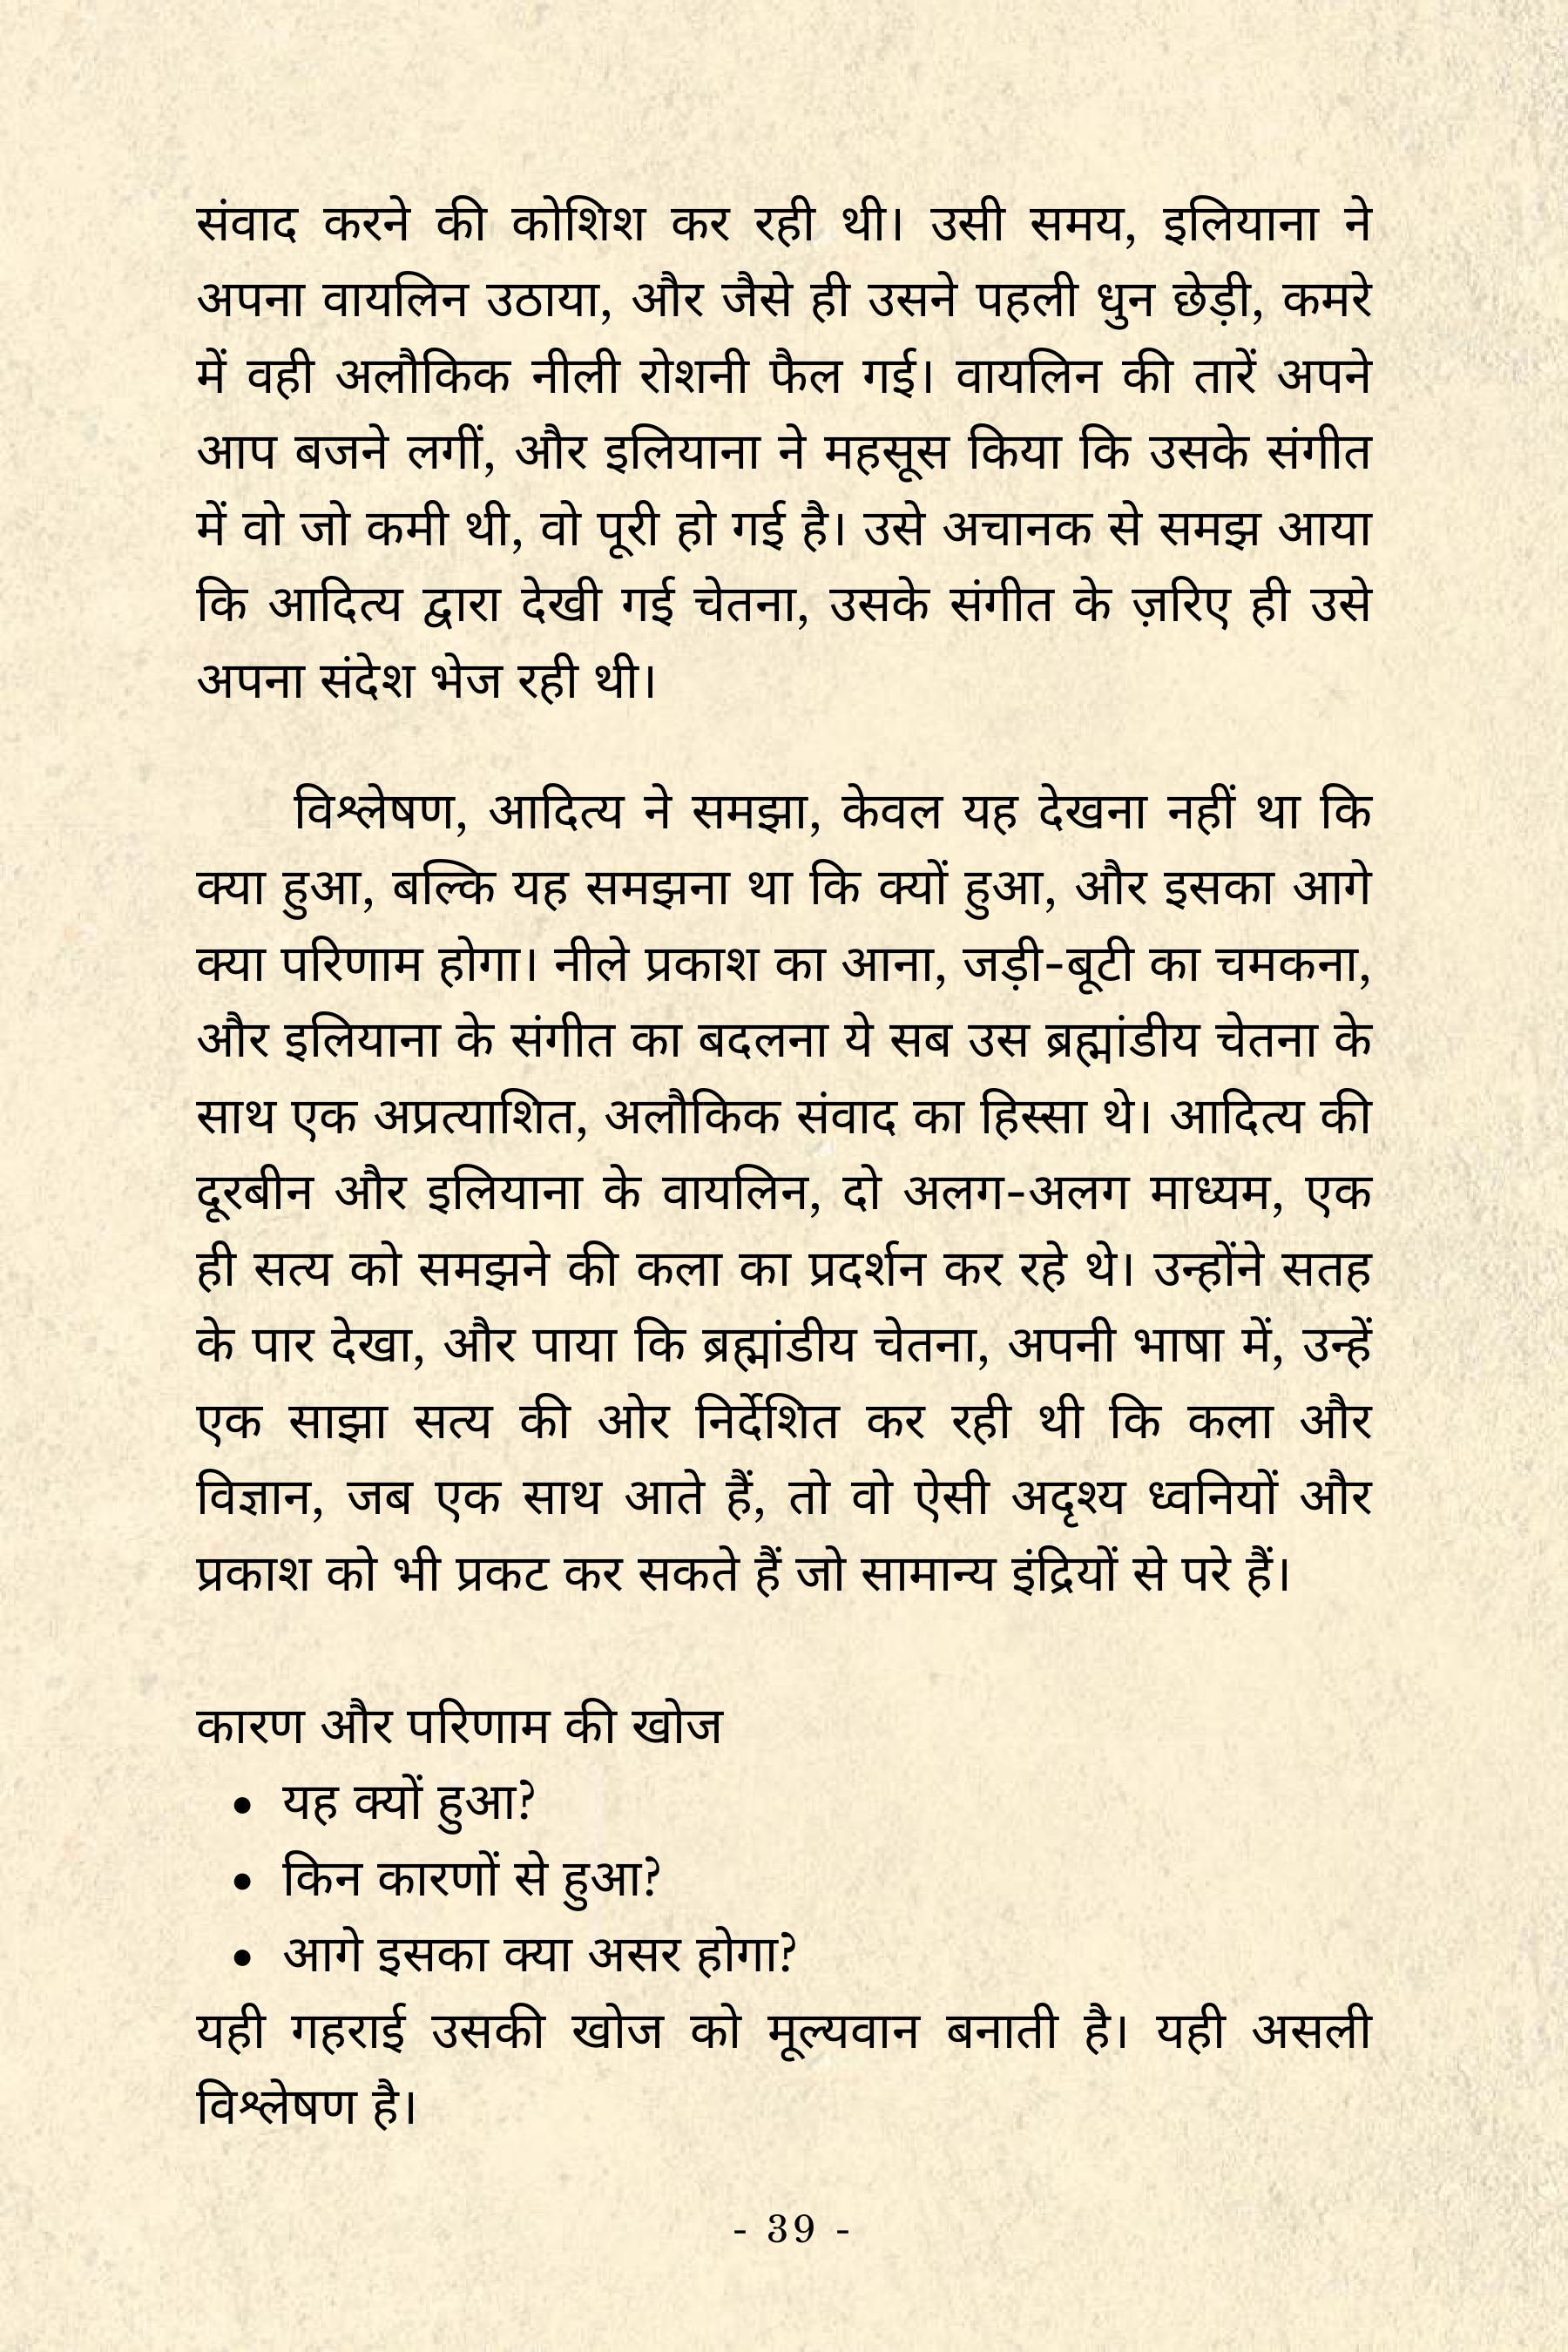 संवाद करने की कोशिश कर रही थी। उसी समय, इलियाना ने
अपना वायलिन उठाया, और जैसे ही उसने पहली धुन छेड़ी, कमरे
में वही अलौकिक नीली रोशनी फैल गई। वायलिन की तारें अपने
आप बजने लगीं, और इलियाना ने महसूस किया कि उसके संगीत
में वो जो कमी थी, वो पूरी हो गई है। उसे अचानक से समझ आया
कि आदित्य द्वारा देखी गई चेतना, उसके संगीत के ज़रिए ही उसे
अपना संदेश भेज रही थी।
विश्लेषण, आदित्य ने समझा, केवल यह देखना नहीं था कि
क्या हुआ, बल्कि यह समझना था कि क्यों हुआ, और इसका आगे
क्या परिणाम होगा। नीले प्रकाश का आना, जड़ी-बूटी का चमकना,
और इलियाना के संगीत का बदलना ये सब उस ब्रह्मांडीय चेतना के
साथ एक अप्रत्याशित, अलौकिक संवाद का हिस्सा थे। आदित्य की
दूरबीन और इलियाना के वायलिन, दो अलग-अलग माध्यम, एक
ही सत्य को समझने की कला का प्रदर्शन कर रहे थे। उन्होंने सतह
के पार देखा, और पाया कि ब्रह्मांडीय चेतना, अपनी भाषा में, उन्हें
एक साझा सत्य की ओर निर्देशित कर रही थी कि कला और
विज्ञान, जब एक साथ आते हैं, तो वो ऐसी अदृश्य ध्वनियों और
प्रकाश को भी प्रकट कर सकते हैं जो सामान्य इंद्रियों से परे हैं।
कारण और परिणाम की खोज
• यह क्यों हुआ?
• किन कारणों से हुआ?
• आगे इसका क्या असर होगा?
यही गहराई उसकी खोज को मूल्यवान बनाती है। यही असली
विश्लेषण है।
- 39 -